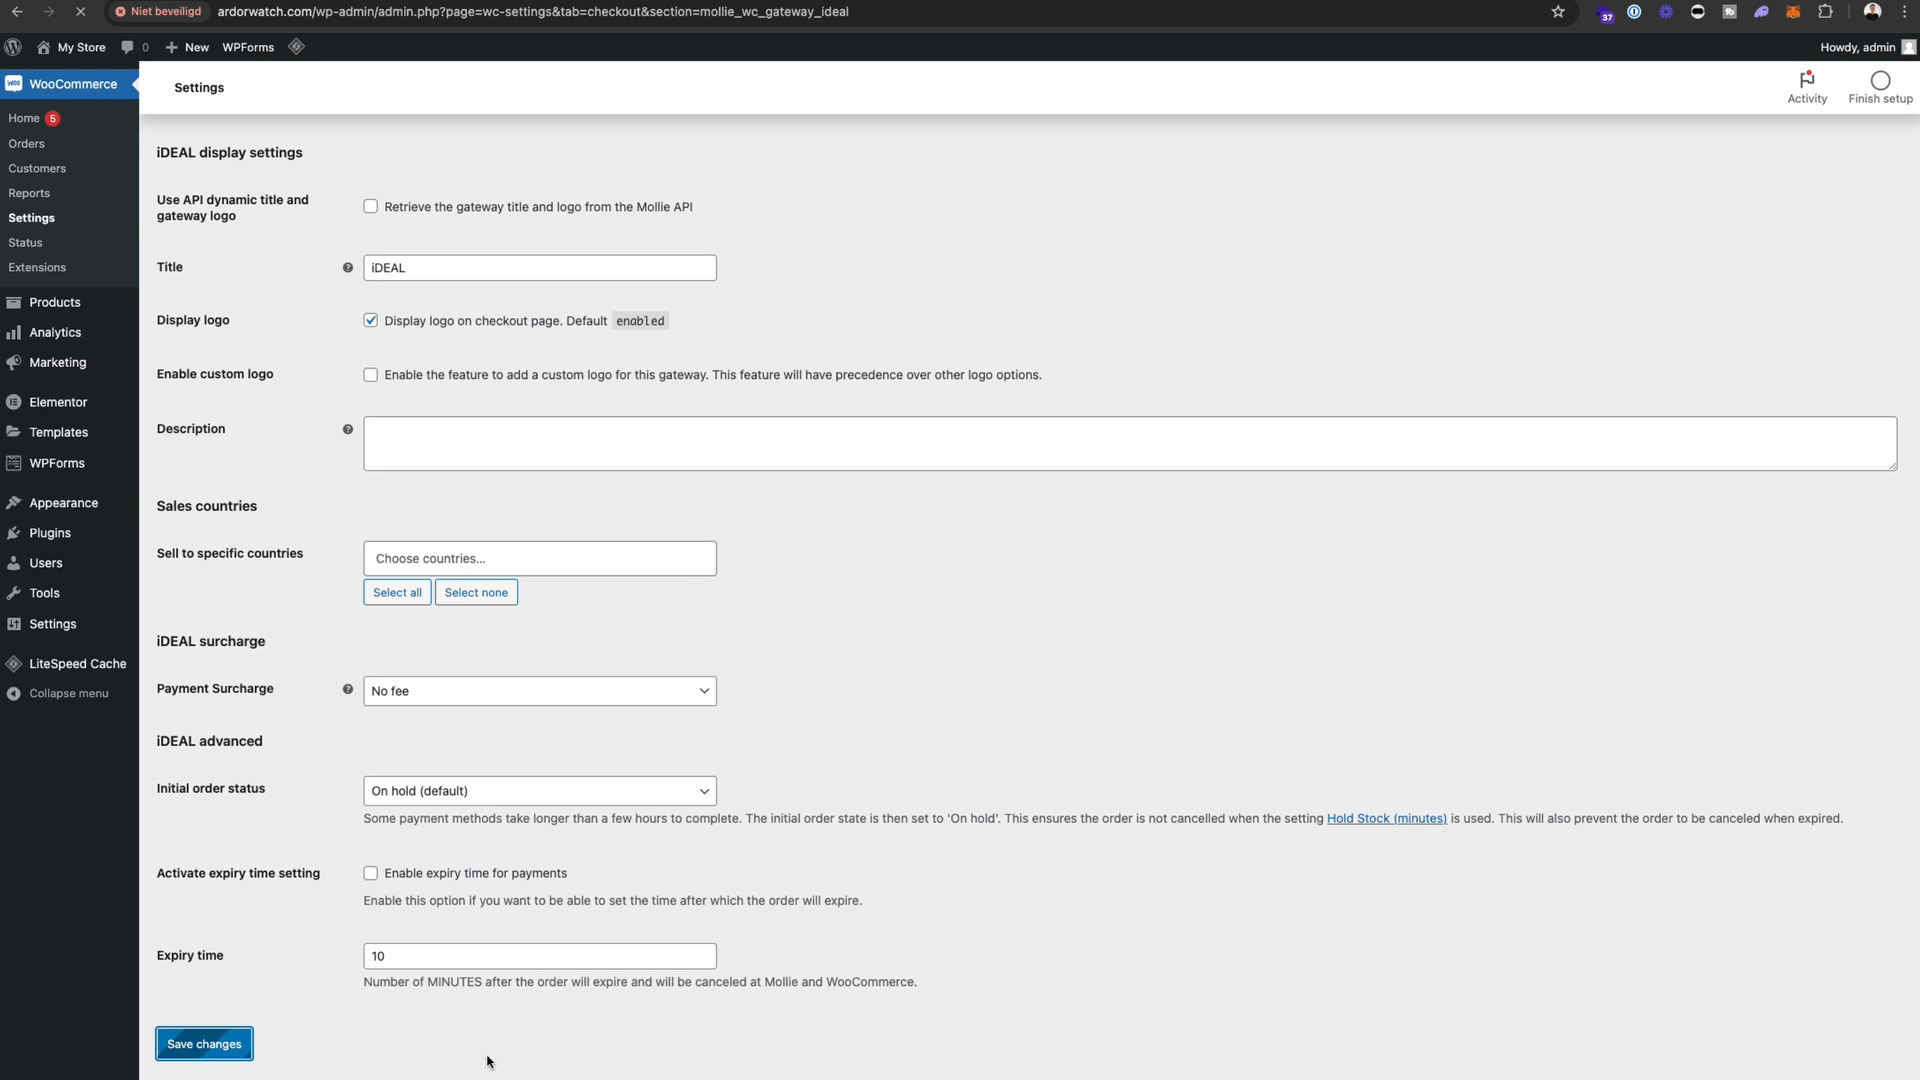 Niet beveiligd
ardorwatch.com/wp-admin/admin.php?page=wc-settings&tab=checkout&section=mollie_wc_gateway_ideal
37
My Store
0
New
WPForms
Howdy, admin
WooCommerce
Settings
Activity
Finish setup
Home 5
Orders
Customers
Reports
Settings
Status
Extensions
Products
Analytics
Marketing
Elementor
Templates
WPForms
Appearance
Plugins
Users
Tools
Settings
LiteSpeed Cache
Collapse menu
iDEAL display settings
Use API dynamic title and
gateway logo
Retrieve the gateway title and logo from the Mollie API
Title
iDEAL
Display logo
Display logo on checkout page. Default enabled
Enable custom logo
Enable the feature to add a custom logo for this gateway. This feature will have precedence over other logo options.
Description
Sales countries
Sell to specific countries
Choose countries...
Select all
Select none
iDEAL surcharge
Payment Surcharge
No fee
iDEAL advanced
Initial order status
On hold (default)
Some payment methods take longer than a few hours to complete. The initial order state is then set to 'On hold'. This ensures the order is not cancelled when the setting Hold Stock (minutes) is used. This will also prevent the order to be canceled when expired.
Activate expiry time setting
Enable expiry time for payments
Enable this option if you want to be able to set the time after which the order will expire.
Expiry time
10
Number of MINUTES after the order will expire and will be canceled at Mollie and WooCommerce.
Save changes